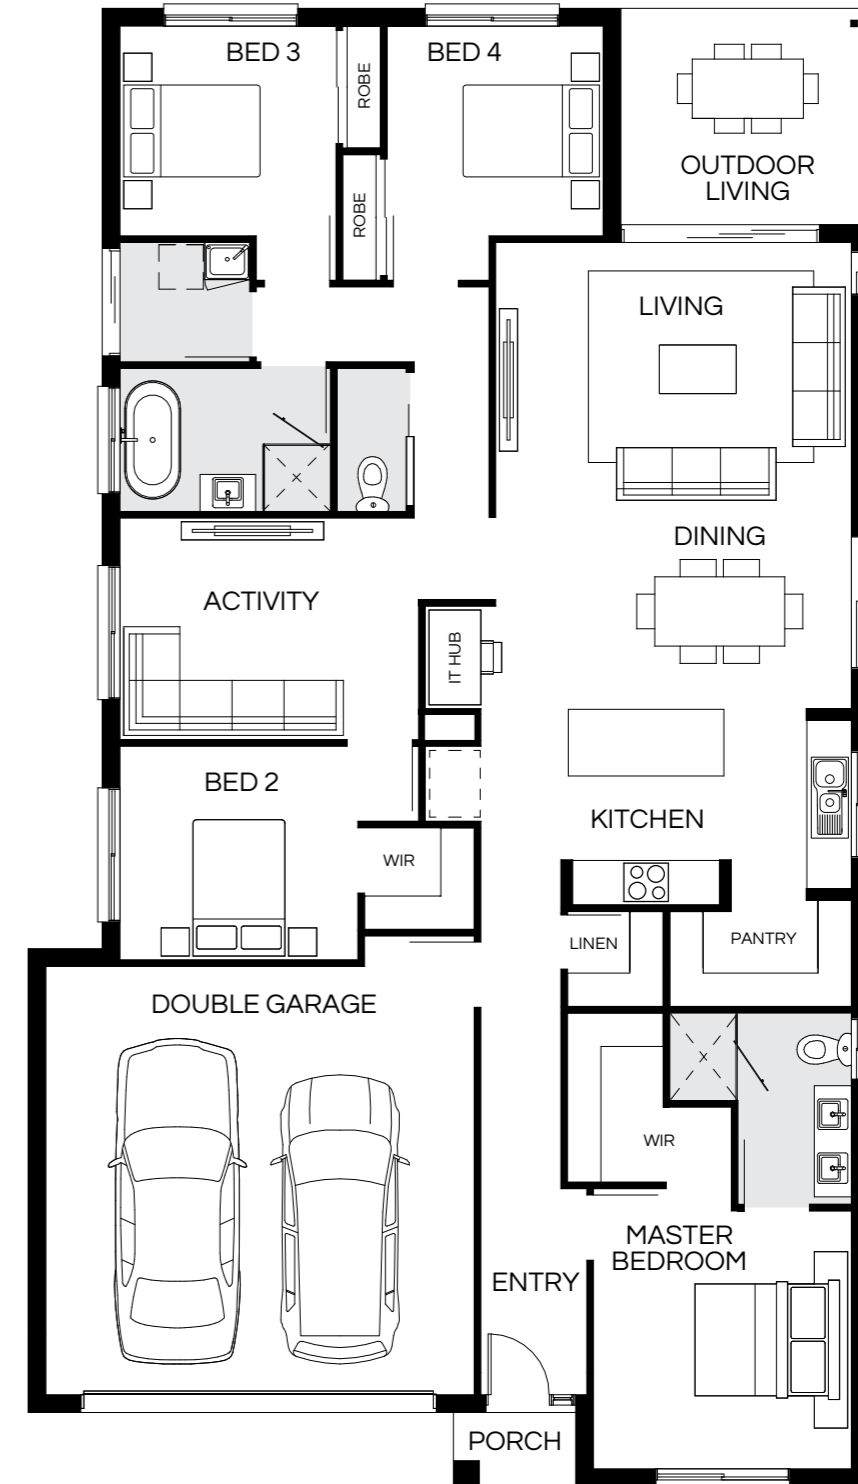 BED 3
ROBE
BED 4
ROBE
OUTDOOR
LIVING
LIVING
DINING
ACTIVITY
IT HUB
BED 2
KITCHEN
WIR
LINEN
PANTRY
DOUBLE GARAGE
WIR
MASTER
BEDROOM
ENTRY
PORCH